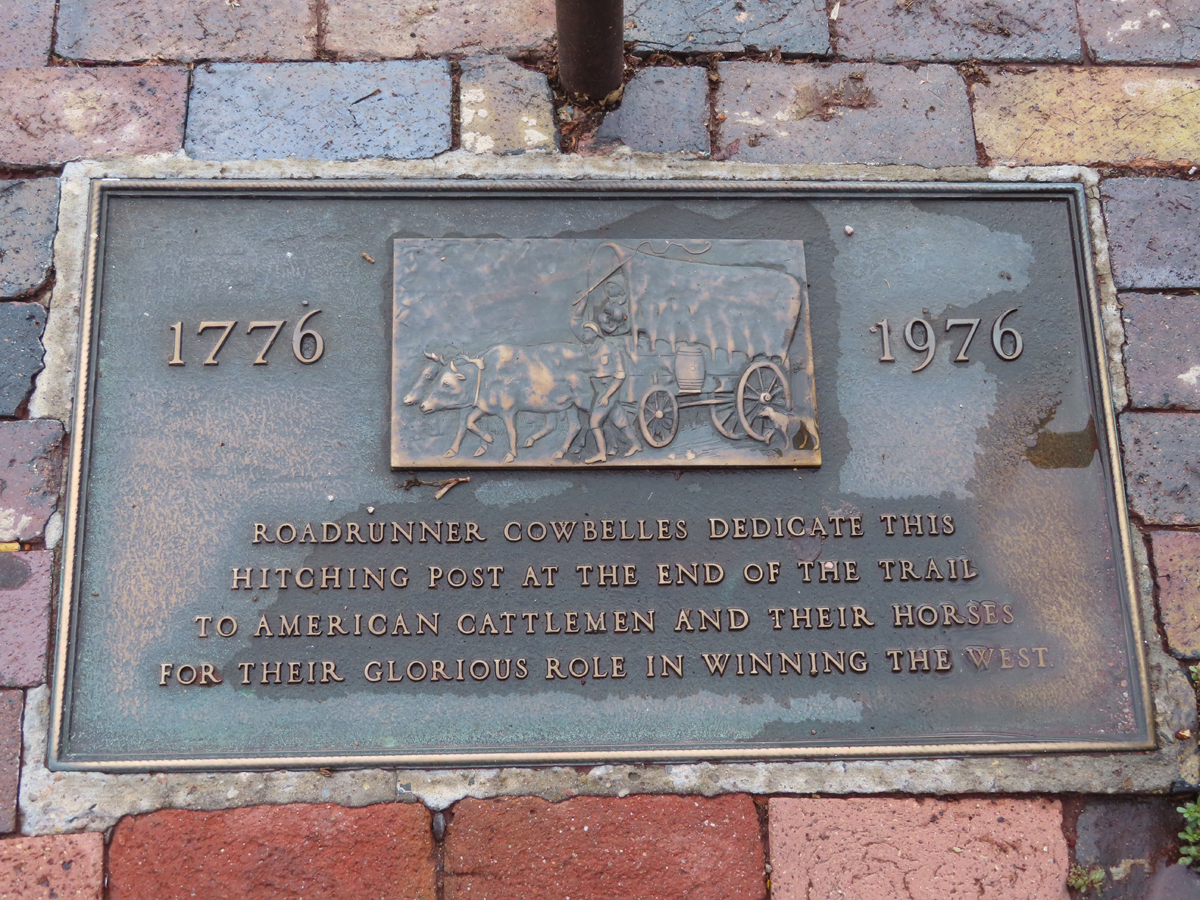 1776
1976
ROADRUNNER COWBELLES DEDICATE THIS
HITCHING POST AT THE END OF THE TRAIL
TO AMERICAN CATTLEMEN AND THEIR HORSES
FOR THEIR GLORIOUS ROLE IN WINNING THE WEST.